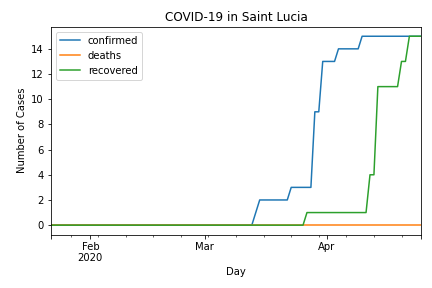 COVID-19 in Saint Lucia
confirmed
deaths
recovered
Number of Cases
14
12
10
8
6
4
2
0
Feb
2020
Mar
Apr
Day